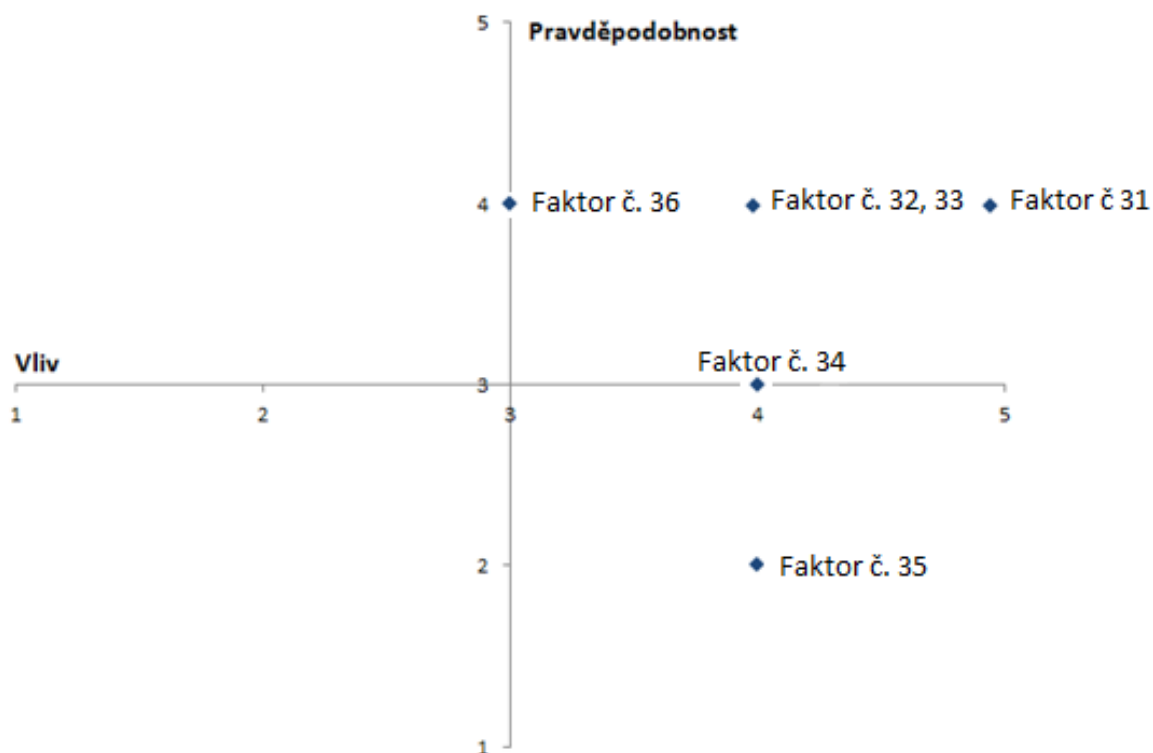 5 Pravděpodobnost
4 Faktor č. 36 Faktor č. 32, 33 Faktor č 31
Vliv Faktor č. 34
3
1 2 3 4 5
2 Faktor č. 35
1